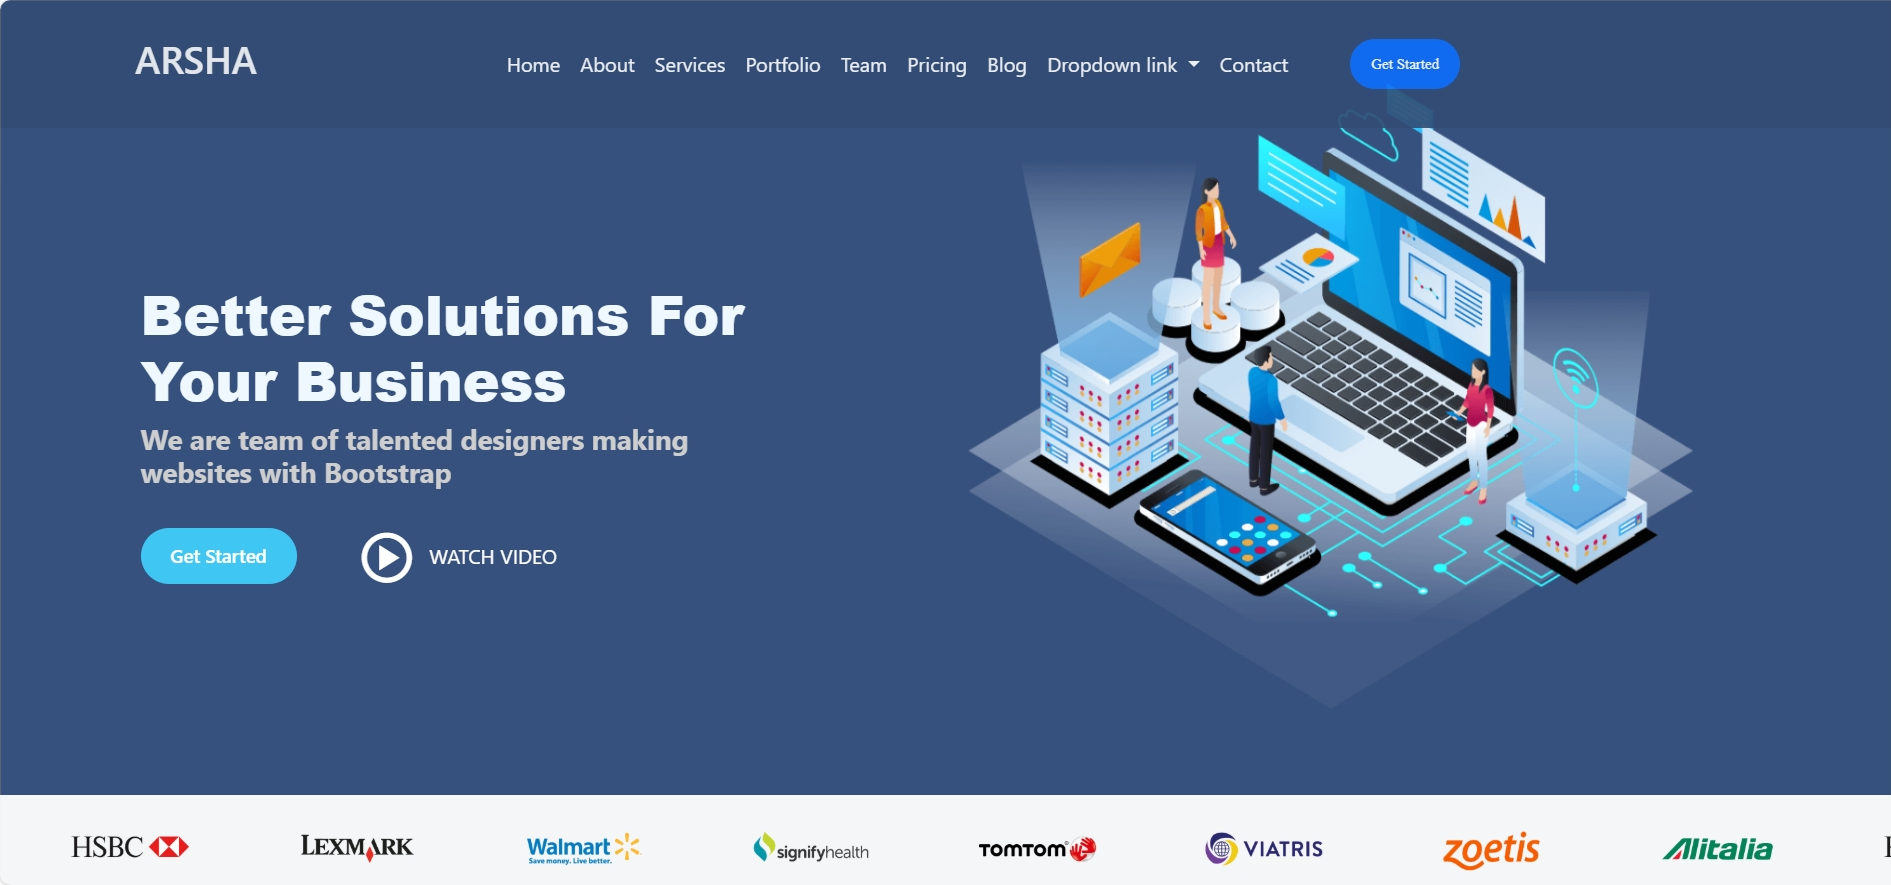 ARSHA
Home About Services Portfolio Team Pricing Blog Dropdown link Contact Get Started
Better Solutions For
Your Business
We are team of talented designers making
websites with Bootstrap
Get Started WATCH VIDEO
HSBC LEXMARK Walmart signifyhealth TOMTOM VIATRIS zoetis Alitalia
Save money. Live better.